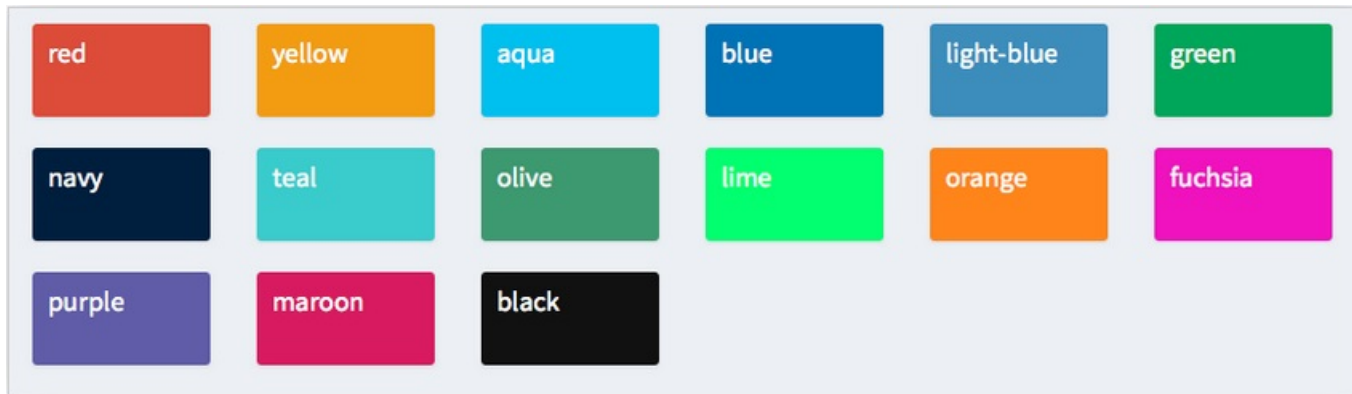 red yellow aqua blue light-blue green
navy teal olive lime orange fuchsia
purple maroon black